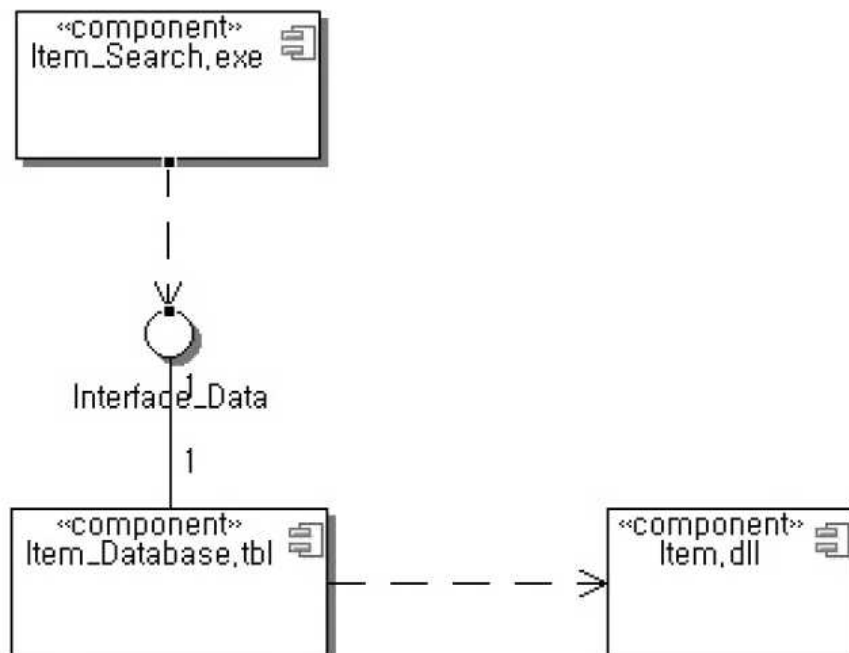 «component»
Item_Search,exe
1
Interface_Data
1
«component»
Item_Database,tbl
«component»
Item,dll